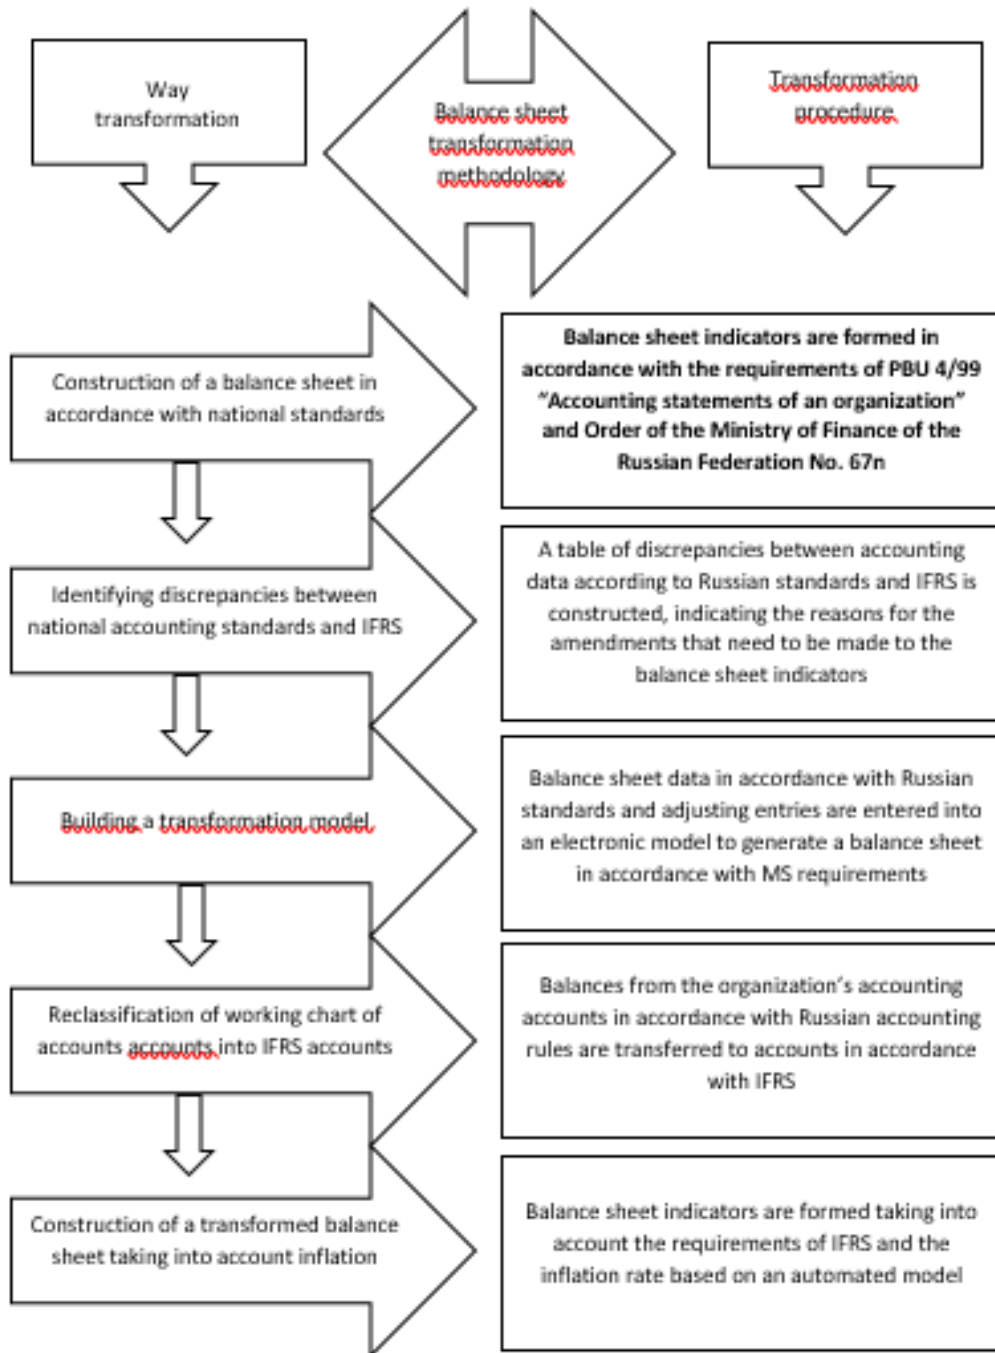 Way
transformation
Balance sheet
transformation
methodology
Transformation
procedure
Construction of a balance sheet in
accordance with national standards
Balance sheet indicators are formed in
accordance with the requirements of PBU 4/99
“Accounting statements of an organization”
and Order of the Ministry of Finance of the
Russian Federation No. 67n
Identifying discrepancies between
national accounting standards and IFRS
A table of discrepancies between accounting
data according to Russian standards and IFRS is
constructed, indicating the reasons for the
amendments that need to be made to the
balance sheet indicators
Building a transformation model
Balance sheet data in accordance with Russian
standards and adjusting entries are entered into
an electronic model to generate a balance sheet
in accordance with MS requirements
Reclassification of working chart of
accounts accounts into IFRS accounts
Balances from the organization's accounting
accounts in accordance with Russian accounting
rules are transferred to accounts in accordance
with IFRS
Construction of a transformed balance
sheet taking into account inflation
Balance sheet indicators are formed taking into
account the requirements of IFRS and the
inflation rate based on an automated model